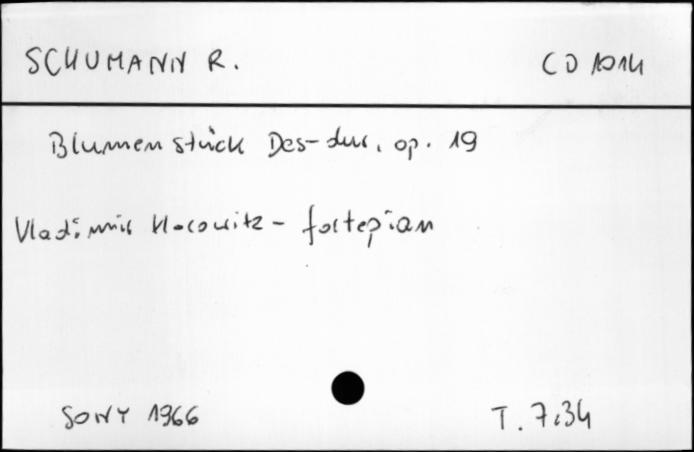 SCHUMANN R. CD 1014
Blumenstück Des-dur, op. 19
Vladimir Horowitz - fortepian
SONY 1966 T. 7:34